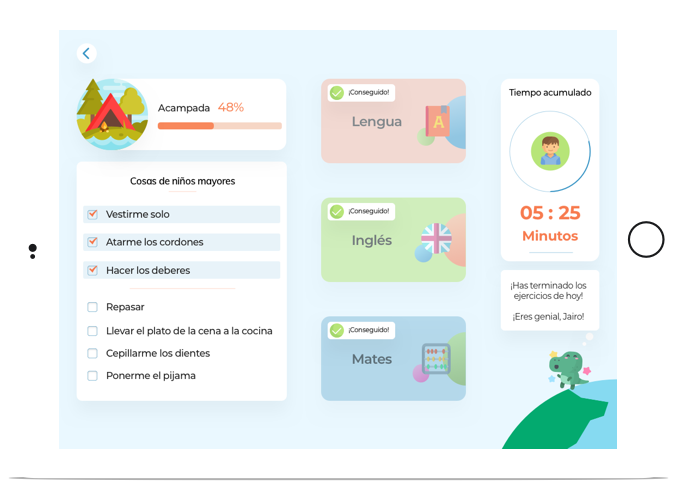 Acampada 48%
Cosas de niños mayores
Vestirme solo
Atarme los cordones
Hacer los deberes
Repasar
Llevar el plato de la cena a la cocina
Cepillarme los dientes
Ponerme el pijama
¡Conseguido!
Lengua
A
¡Conseguido!
Inglés
¡Conseguido!
Mates
Tiempo acumulado
05 : 25
Minutos
¡Has terminado los
ejercicios de hoy!
¡Eres genial, Jairo!